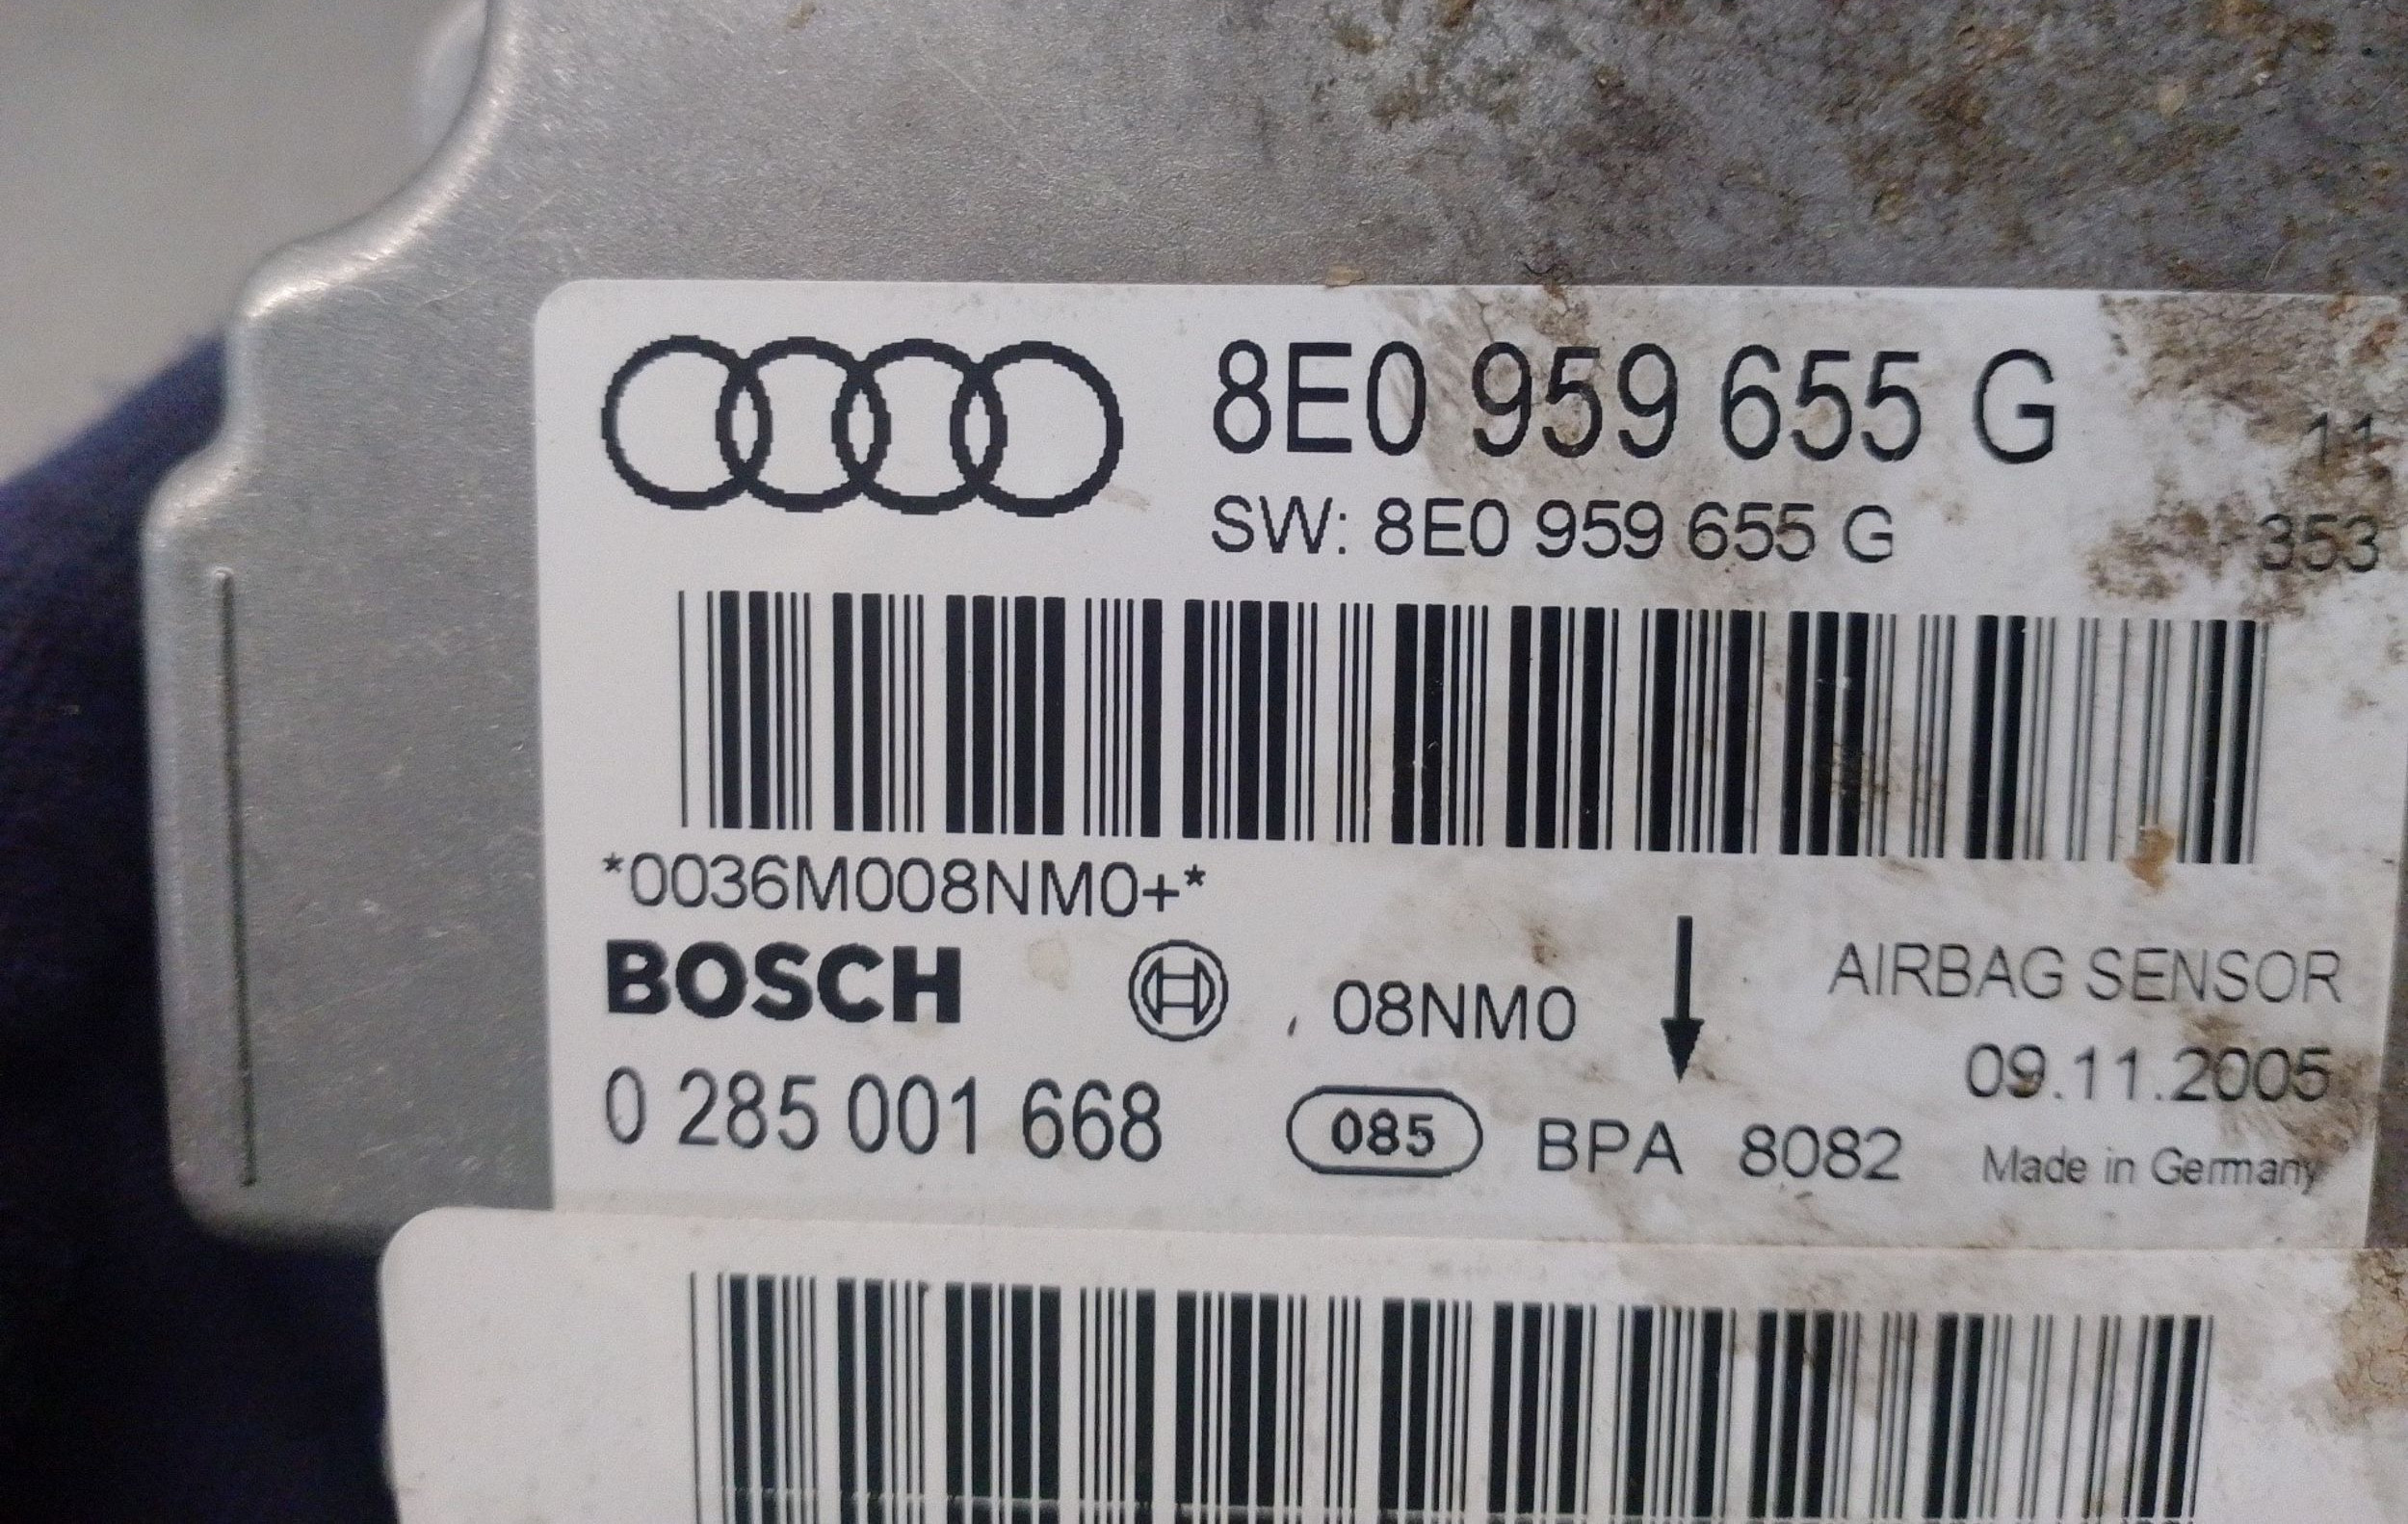 8E0 959 655 G
11
SW: 8E0 959 655 G
353
*0036M008NM0+*
BOSCH
08NM0
AIRBAG SENSOR
09.11.2005
0 285 001 668
085
BPA 8082
Made in Germany